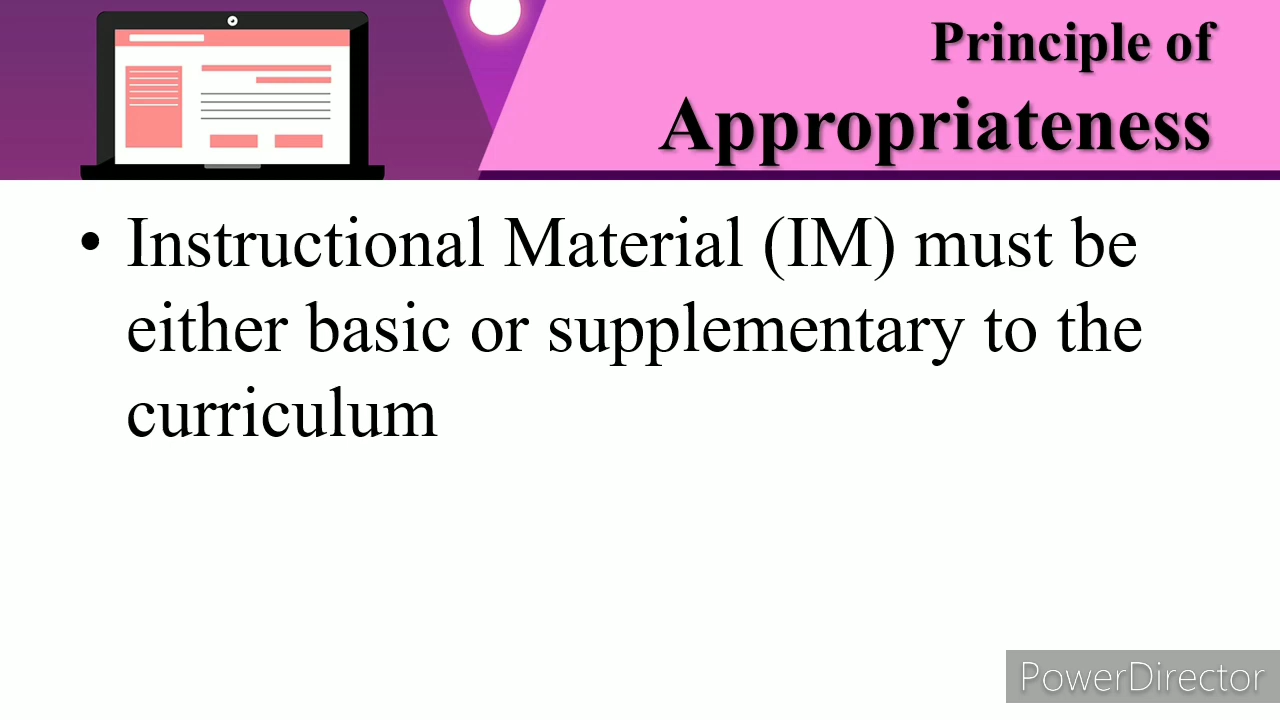 Principle of
Appropriateness
• Instructional Material (IM) must be
either basic or supplementary to the
curriculum
PowerDirector